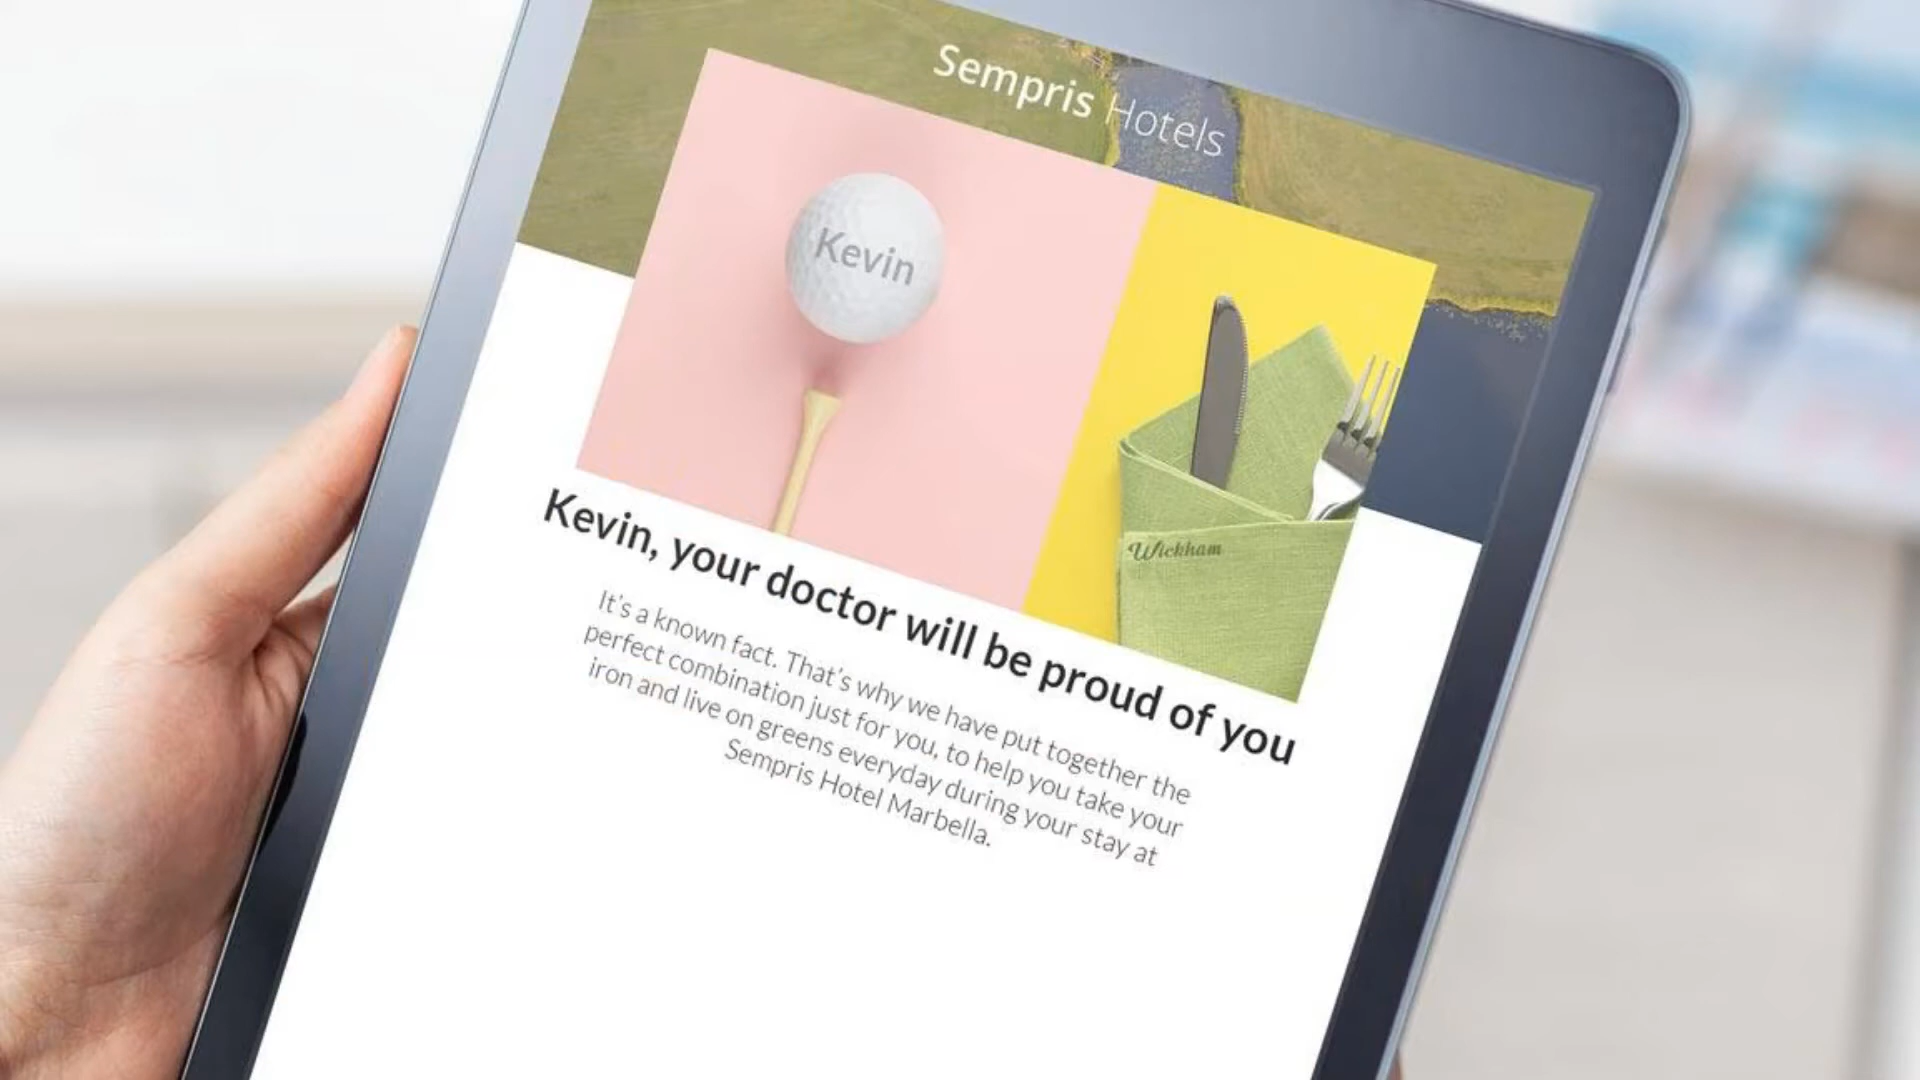 Sempris Hotels
Kevin
Wickham
Kevin, your doctor will be proud of you
It's a known fact. That's why we have put together the
perfect combination just for you, to help you take your
iron and live on greens everyday during your stay at
Sempris Hotel Marbella.